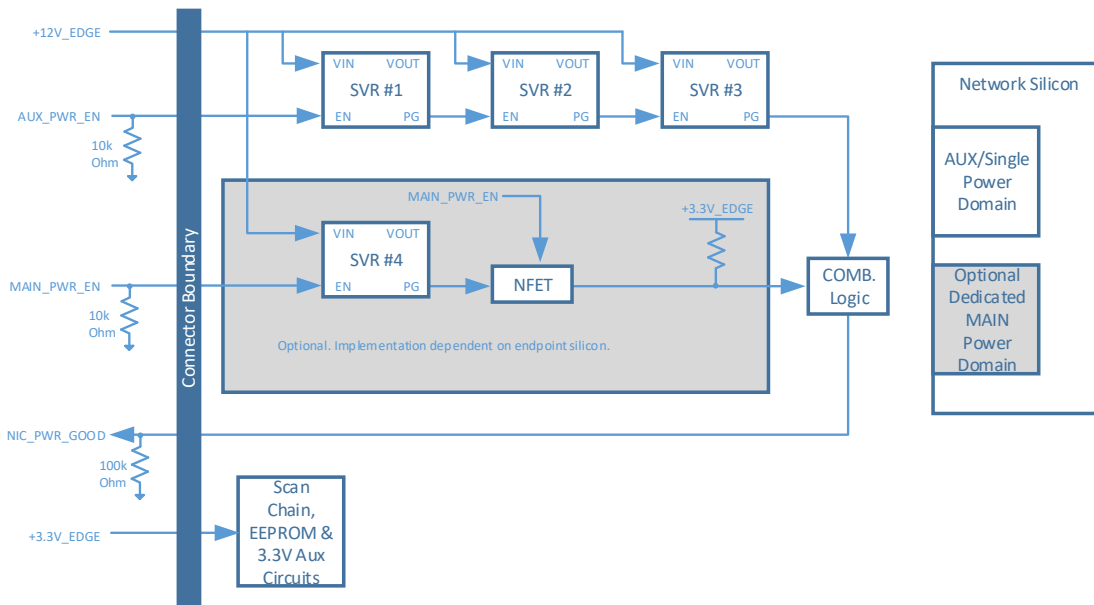 +12V_EDGE
VIN VOUT
SVR #1
EN PG
VIN VOUT
SVR #2
EN PG
VIN VOUT
SVR #3
EN PG
AUX_PWR_EN
10k
Ohm
Connector Boundary
MAIN_PWR_EN
+3.3V_EDGE
VIN VOUT
SVR #4
EN PG
NFET
COMB.
Logic
MAIN_PWR_EN
10k
Ohm
Optional. Implementation dependent on endpoint silicon.
NIC_PWR_GOOD
100k
Ohm
+3.3V_EDGE
Scan
Chain,
EEPROM &
3.3V Aux
Circuits
Network Silicon
AUX/Single
Power
Domain
Optional
Dedicated
MAIN
Power
Domain